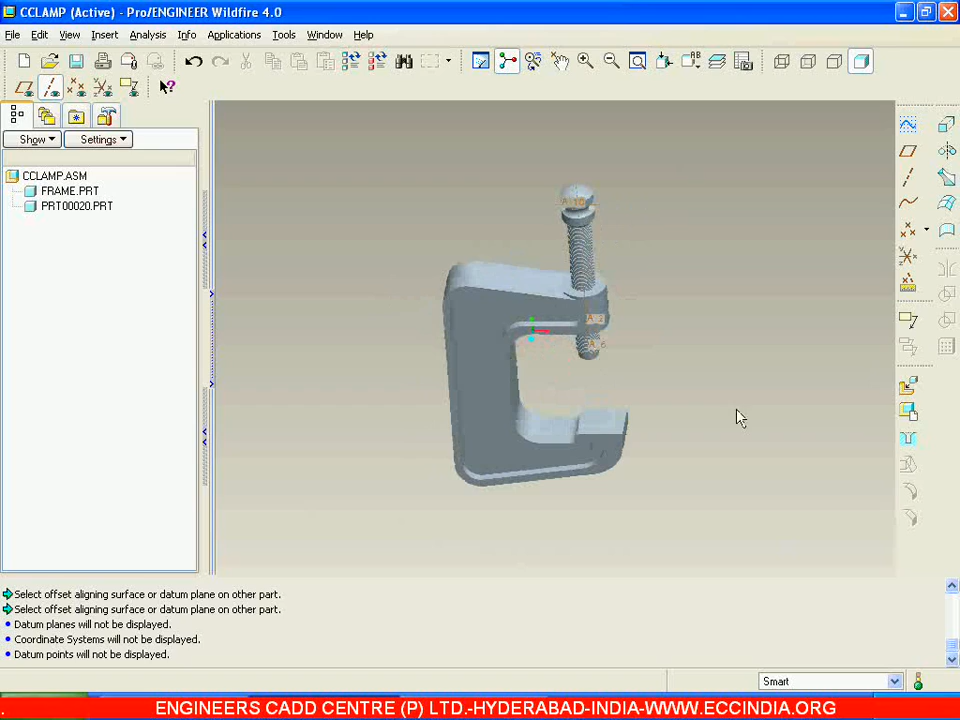 CCLAMP (Active) - Pro/ENGINEER Wildfire 4.0
File Edit View Insert Analysis Info Applications Tools Window Help
Show Settings
CCLAMP.ASM
FRAME.PRT
PRT00020.PRT
A_10
A_2
A_6
Select offset aligning surface or datum plane on other part.
Select offset aligning surface or datum plane on other part.
Datum planes will not be displayed.
Coordinate Systems will not be displayed.
Datum points will not be displayed.
Smart
ENGINEERS CADD CENTRE (P) LTD.-HYDERABAD-INDIA-WWW.ECCINDIA.ORG